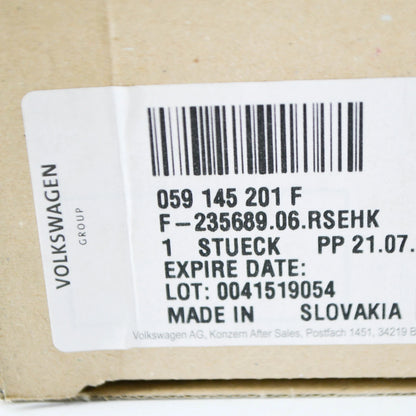 VOLKSWAGEN
GROUP
059 145 201 F
F-235689.06.RSEHK
1 STUECK PP 21.07.
EXPIRE DATE:
LOT: 0041519054
MADE IN SLOVAKIA
Volkswagen AG, Konzern After Sales, Postfach 1451, 34219 B